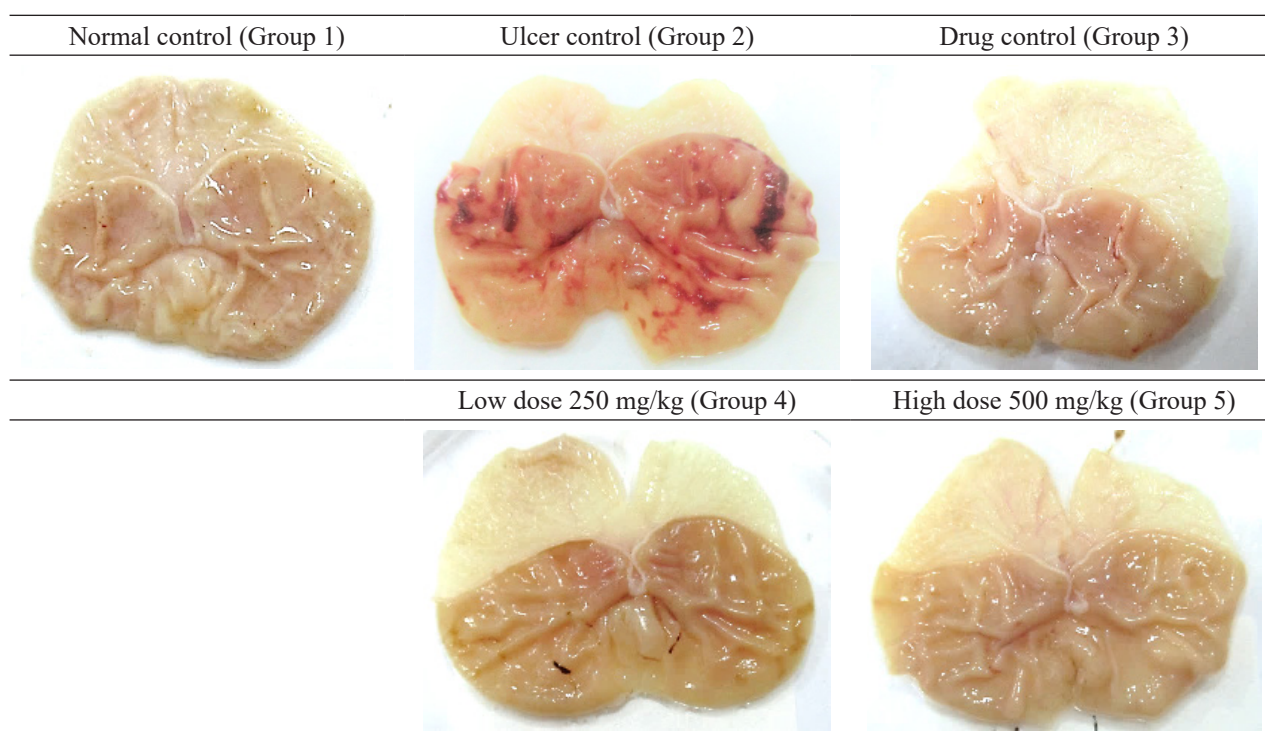 Normal control (Group 1)
Ulcer control (Group 2)
Drug control (Group 3)
Low dose 250 mg/kg (Group 4)
High dose 500 mg/kg (Group 5)